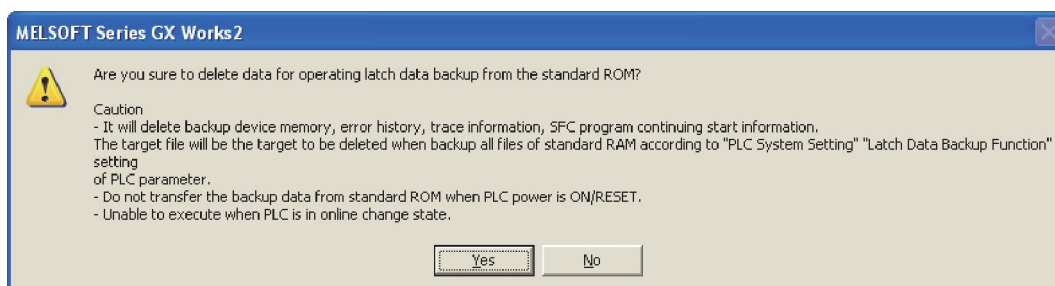 MELSOFT Series GX Works2
Are you sure to delete data for operating latch data backup from the standard ROM?
Caution
- It will delete backup device memory, error history, trace information, SFC program continuing start information.
The target file will be the target to be deleted when backup all files of standard RAM according to "PLC System Setting" "Latch Data Backup Function"
setting
of PLC parameter.
- Do not transfer the backup data from standard ROM when PLC power is ON/RESET.
- Unable to execute when PLC is in online change state.
Yes No